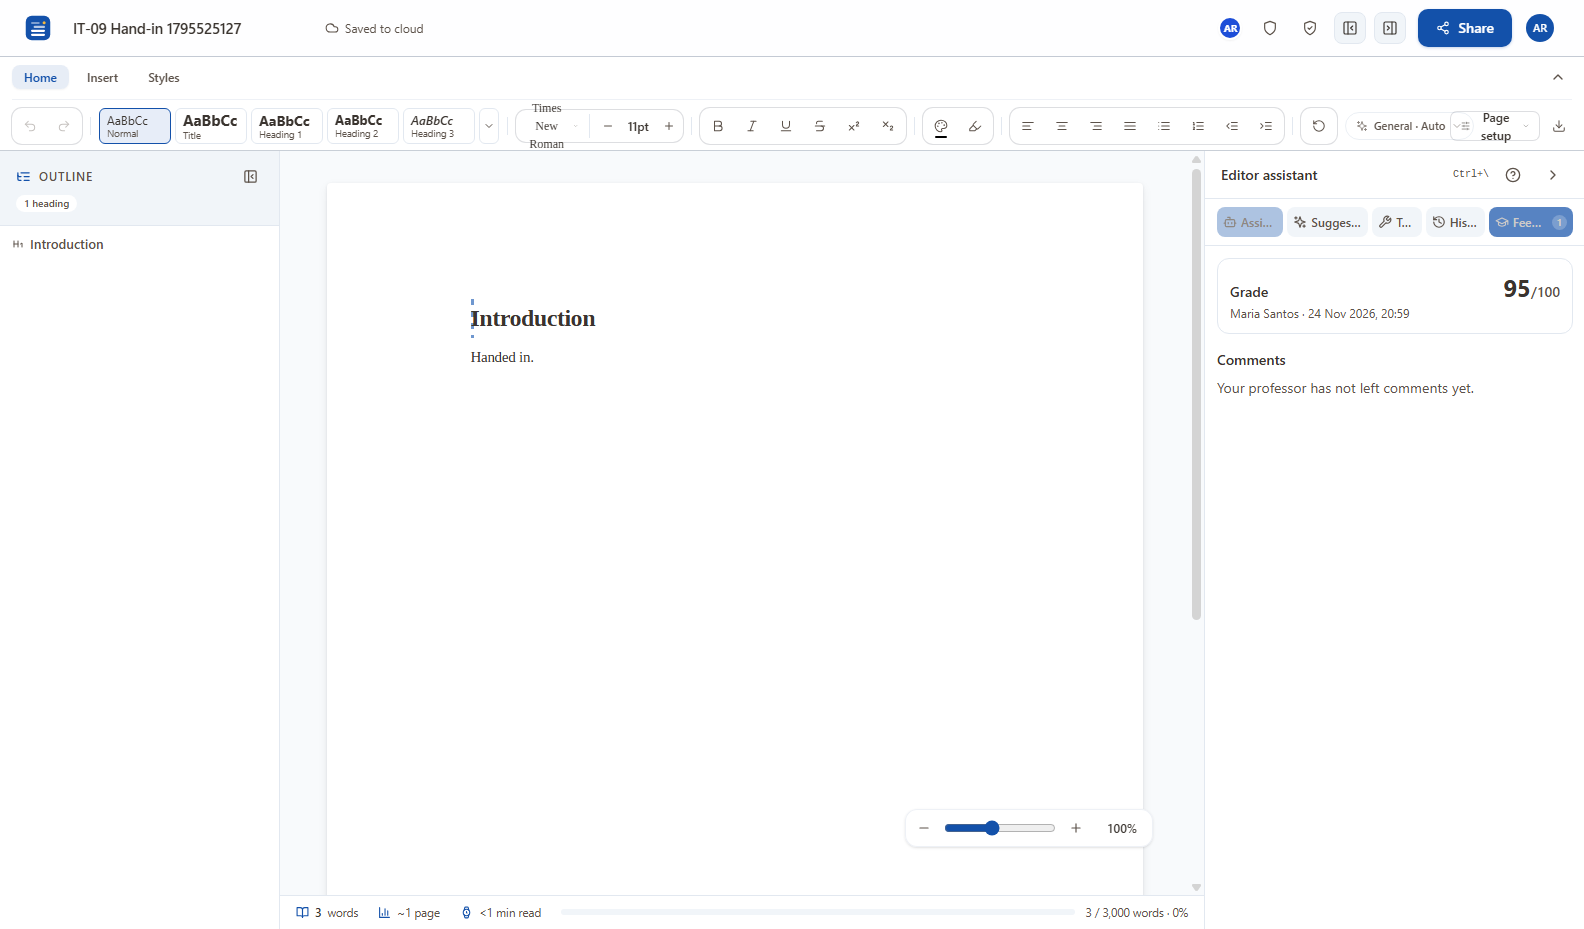 IT-09 Hand-in 1795525127
Saved to cloud
AR
Share
AR
Home
Insert
Styles
AaBbCc
Normal
AaBbCc
Title
AaBbCc
Heading 1
AaBbCc
Heading 2
AaBbCc
Heading 3
Times
New
Roman
11pt
General · Auto
Page
setup
OUTLINE
1 heading
H1 Introduction
Introduction
Handed in.
100%
3 words
~1 page
<1 min read
3 / 3,000 words · 0%
Editor assistant
Ctrl+\
Assi...
Sugges...
T...
His...
Fee... 1
Grade
95/100
Maria Santos · 24 Nov 2026, 20:59
Comments
Your professor has not left comments yet.